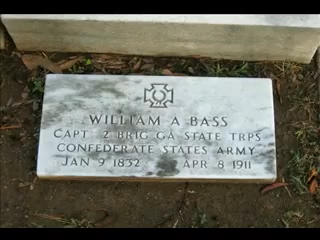 WILLIAM A BASS
CAPT 2 BRIG GA STATE TRPS
CONFEDERATE STATES ARMY
JAN 9 1832 APR 8 1911